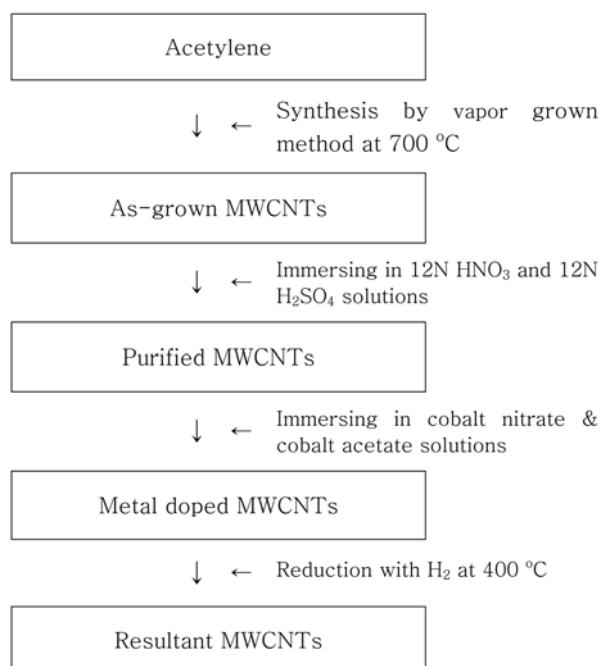 Acetylene
↓ ← Synthesis by vapor grown
method at 700 ºC
As-grown MWCNTs
↓ ← Immersing in 12N HNO₃ and 12N
H₂SO₄ solutions
Purified MWCNTs
↓ ← Immersing in cobalt nitrate &
cobalt acetate solutions
Metal doped MWCNTs
↓ ← Reduction with H₂ at 400 ºC
Resultant MWCNTs